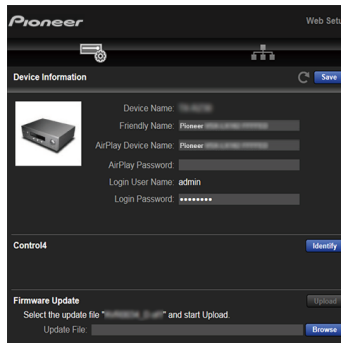 Pioneer
Web Setu
Device Information
Save
Device Name:
Friendly Name: Pioneer
AirPlay Device Name: Pioneer
AirPlay Password:
Login User Name: admin
Login Password: ••••••••
Control4
Identify
Firmware Update
Upload
Select the update file " " and start Upload.
Update File:
Browse